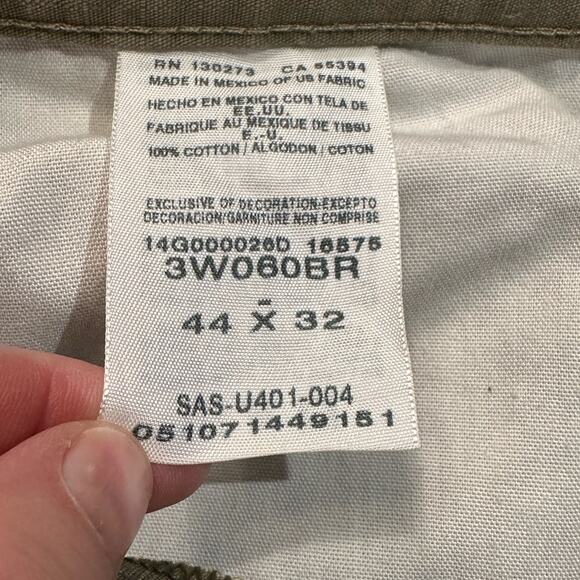 RN 130273 CA 55394
MADE IN MEXICO OF US FABRIC
HECHO EN MEXICO CON TELA DE
EE.UU.
FABRIQUE AU MEXIQUE DE TISSU
E.-U.
100% COTTON / ALGODON / COTON
EXCLUSIVE OF DECORATION-EXCEPTO
DECORACION/GARNITURE NON COMPRISE
14G000026D 16575
3W060BR
44 X 32
SAS-U401-004
051071449151